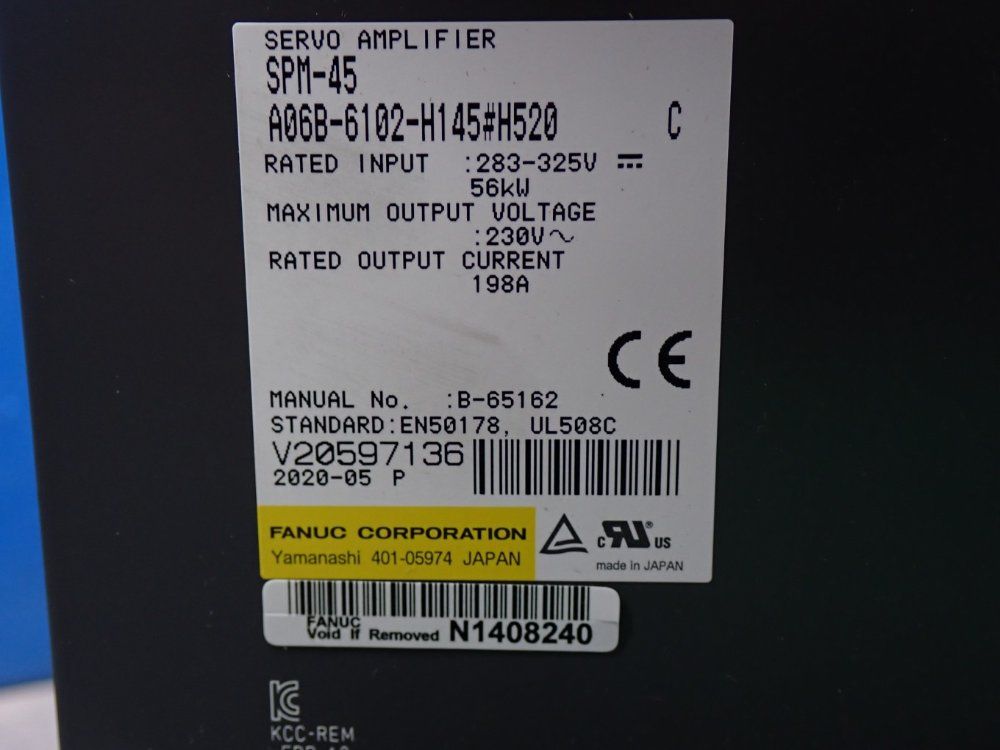 SERVO AMPLIFIER
SPM-45
A06B-6102-H145#H520 C
RATED INPUT :283-325V ⎓
56kW
MAXIMUM OUTPUT VOLTAGE
:230V～
RATED OUTPUT CURRENT
198A
CE
MANUAL No. :B-65162
STANDARD:EN50178, UL508C
V20597136
2020-05 P
FANUC CORPORATION
Yamanashi 401-05974 JAPAN
c RU® US
made in JAPAN
FANUC
Void If Removed N1408240
KC
KCC-REM